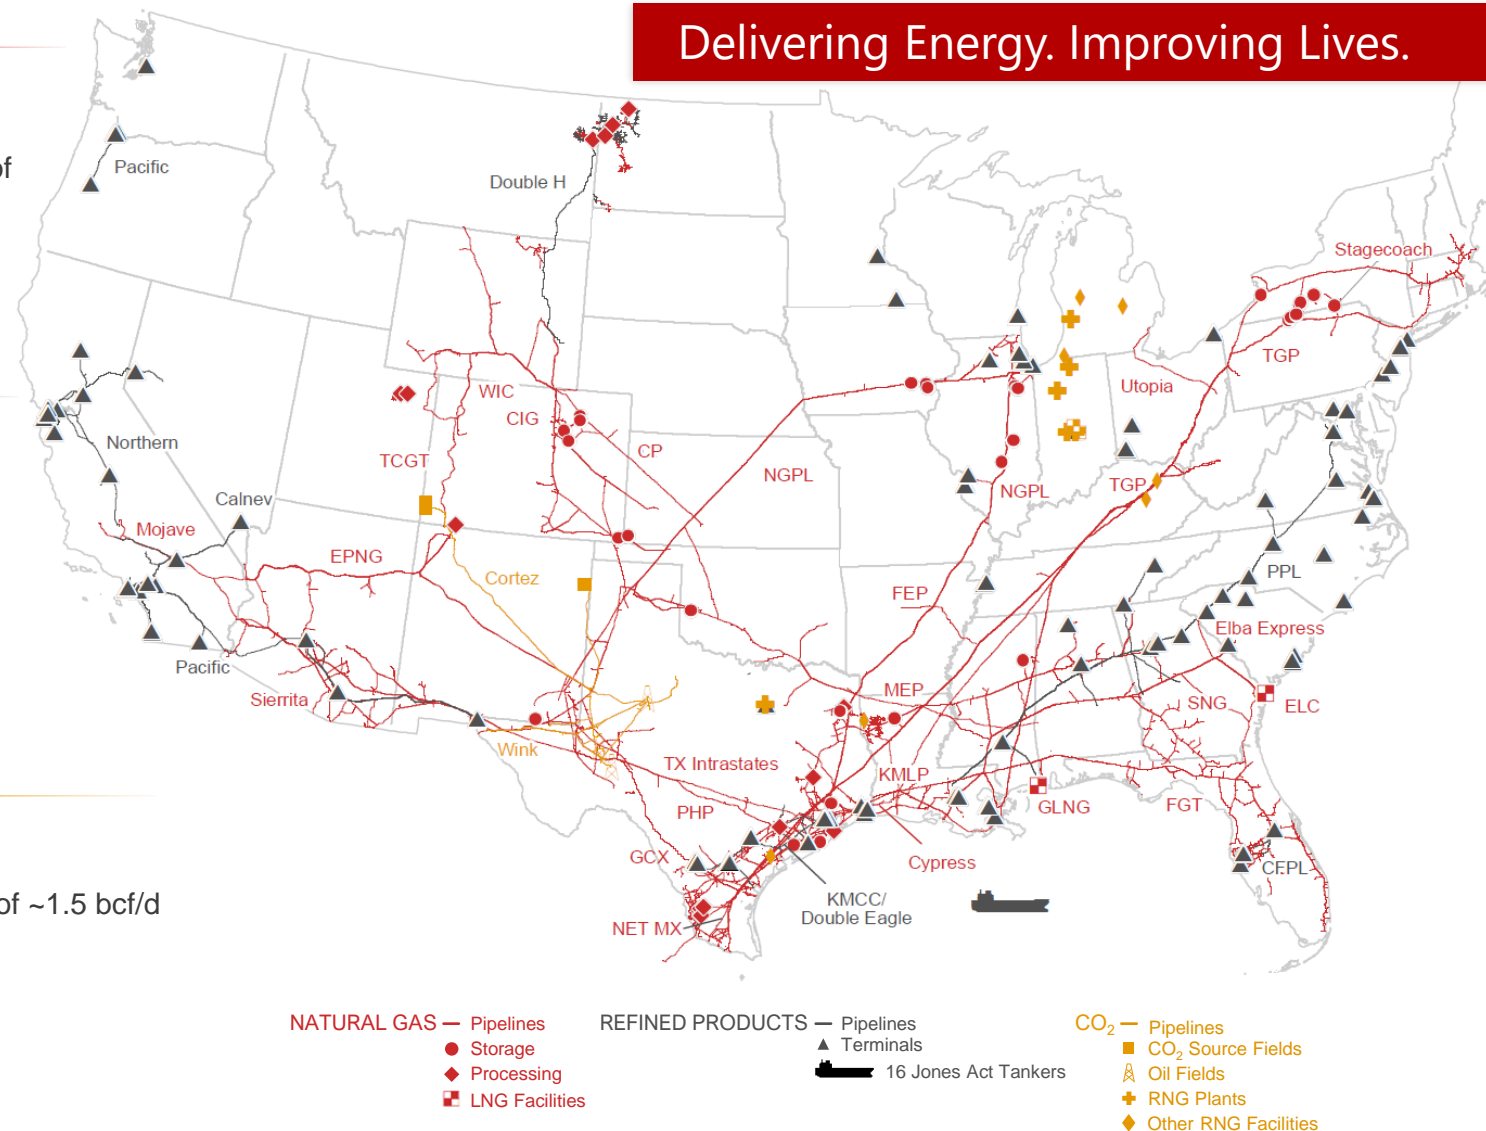 Delivering Energy. Improving Lives.
of
Pacific
Double H
Stagecoach
TGP
Utopia
WIC
CIG
Northern
TCGT
CP
NGPL
NGPL
TGP
Calnev
Mojave
EPNG
Cortez
FEP
PPL
Elba Express
Pacific
Sierrita
MEP
SNG
ELC
Wink
TX Intrastates
KMLP
PHP
GLNG
FGT
GCX
Cypress
CFPL
of ~1.5 bcf/d
KMCC/
Double Eagle
NET MX
NATURAL GAS
Pipelines
Storage
Processing
LNG Facilities
REFINED PRODUCTS
Pipelines
Terminals
16 Jones Act Tankers
CO2
Pipelines
CO2 Source Fields
Oil Fields
RNG Plants
Other RNG Facilities